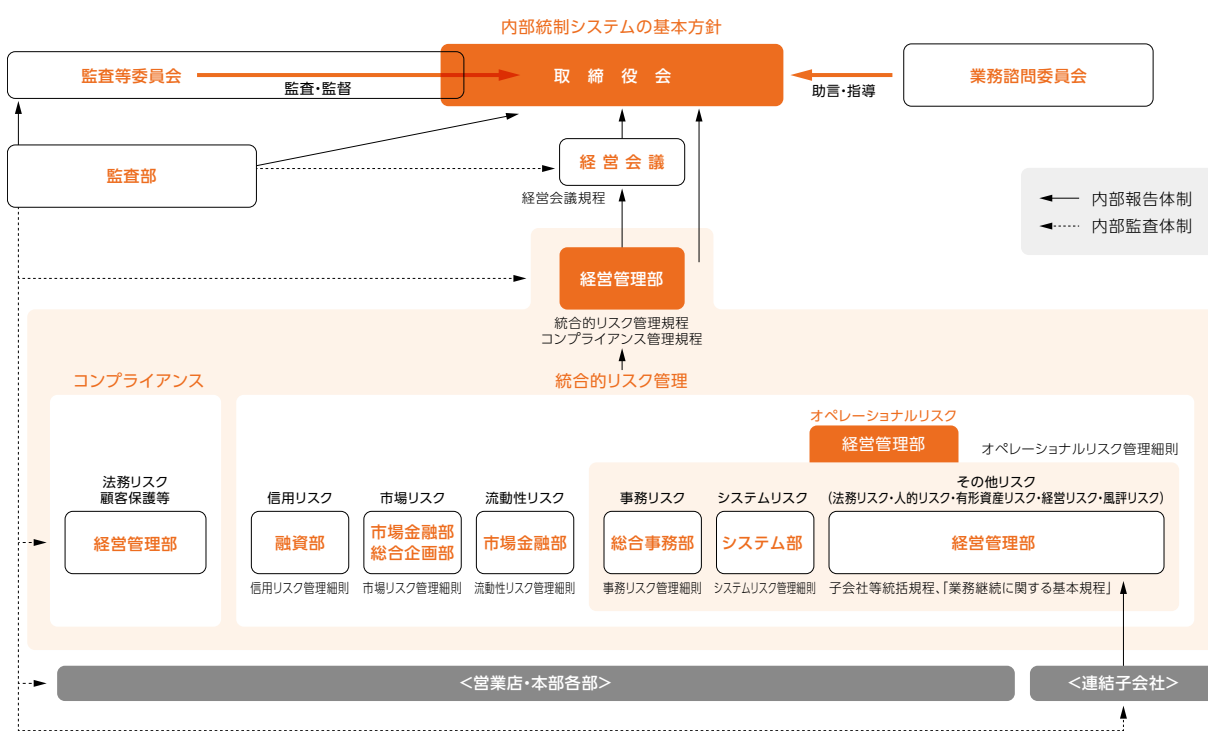 内部統制システムの基本方針
監査等委員会
監査・監督
取締役会
助言・指導
業務諮問委員会
監査部
経営会議
経営会議規程
内部報告体制
内部監査体制
経営管理部
統合的リスク管理規程
コンプライアンス管理規程
コンプライアンス
統合的リスク管理
オペレーショナルリスク
経営管理部
オペレーショナルリスク管理細則
法務リスク
顧客保護等
経営管理部
信用リスク
融資部
信用リスク管理細則
市場リスク
市場金融部
総合企画部
市場リスク管理細則
流動性リスク
市場金融部
流動性リスク管理細則
事務リスク
総合事務部
事務リスク管理細則
システムリスク
システム部
システムリスク管理細則
その他リスク
(法務リスク・人的リスク・有形資産リスク・経営リスク・風評リスク)
経営管理部
子会社等統括規程、「業務継続に関する基本規程」
<営業店・本部各部>
<連結子会社>